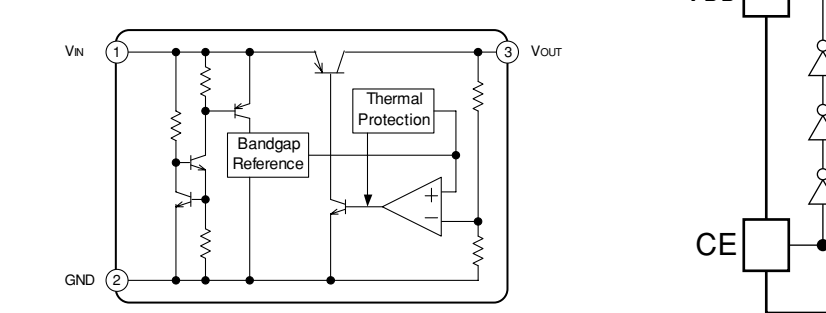 VIN
1
3
VOUT
Thermal
Protection
Bandgap
Reference
+
−
GND
2
CE